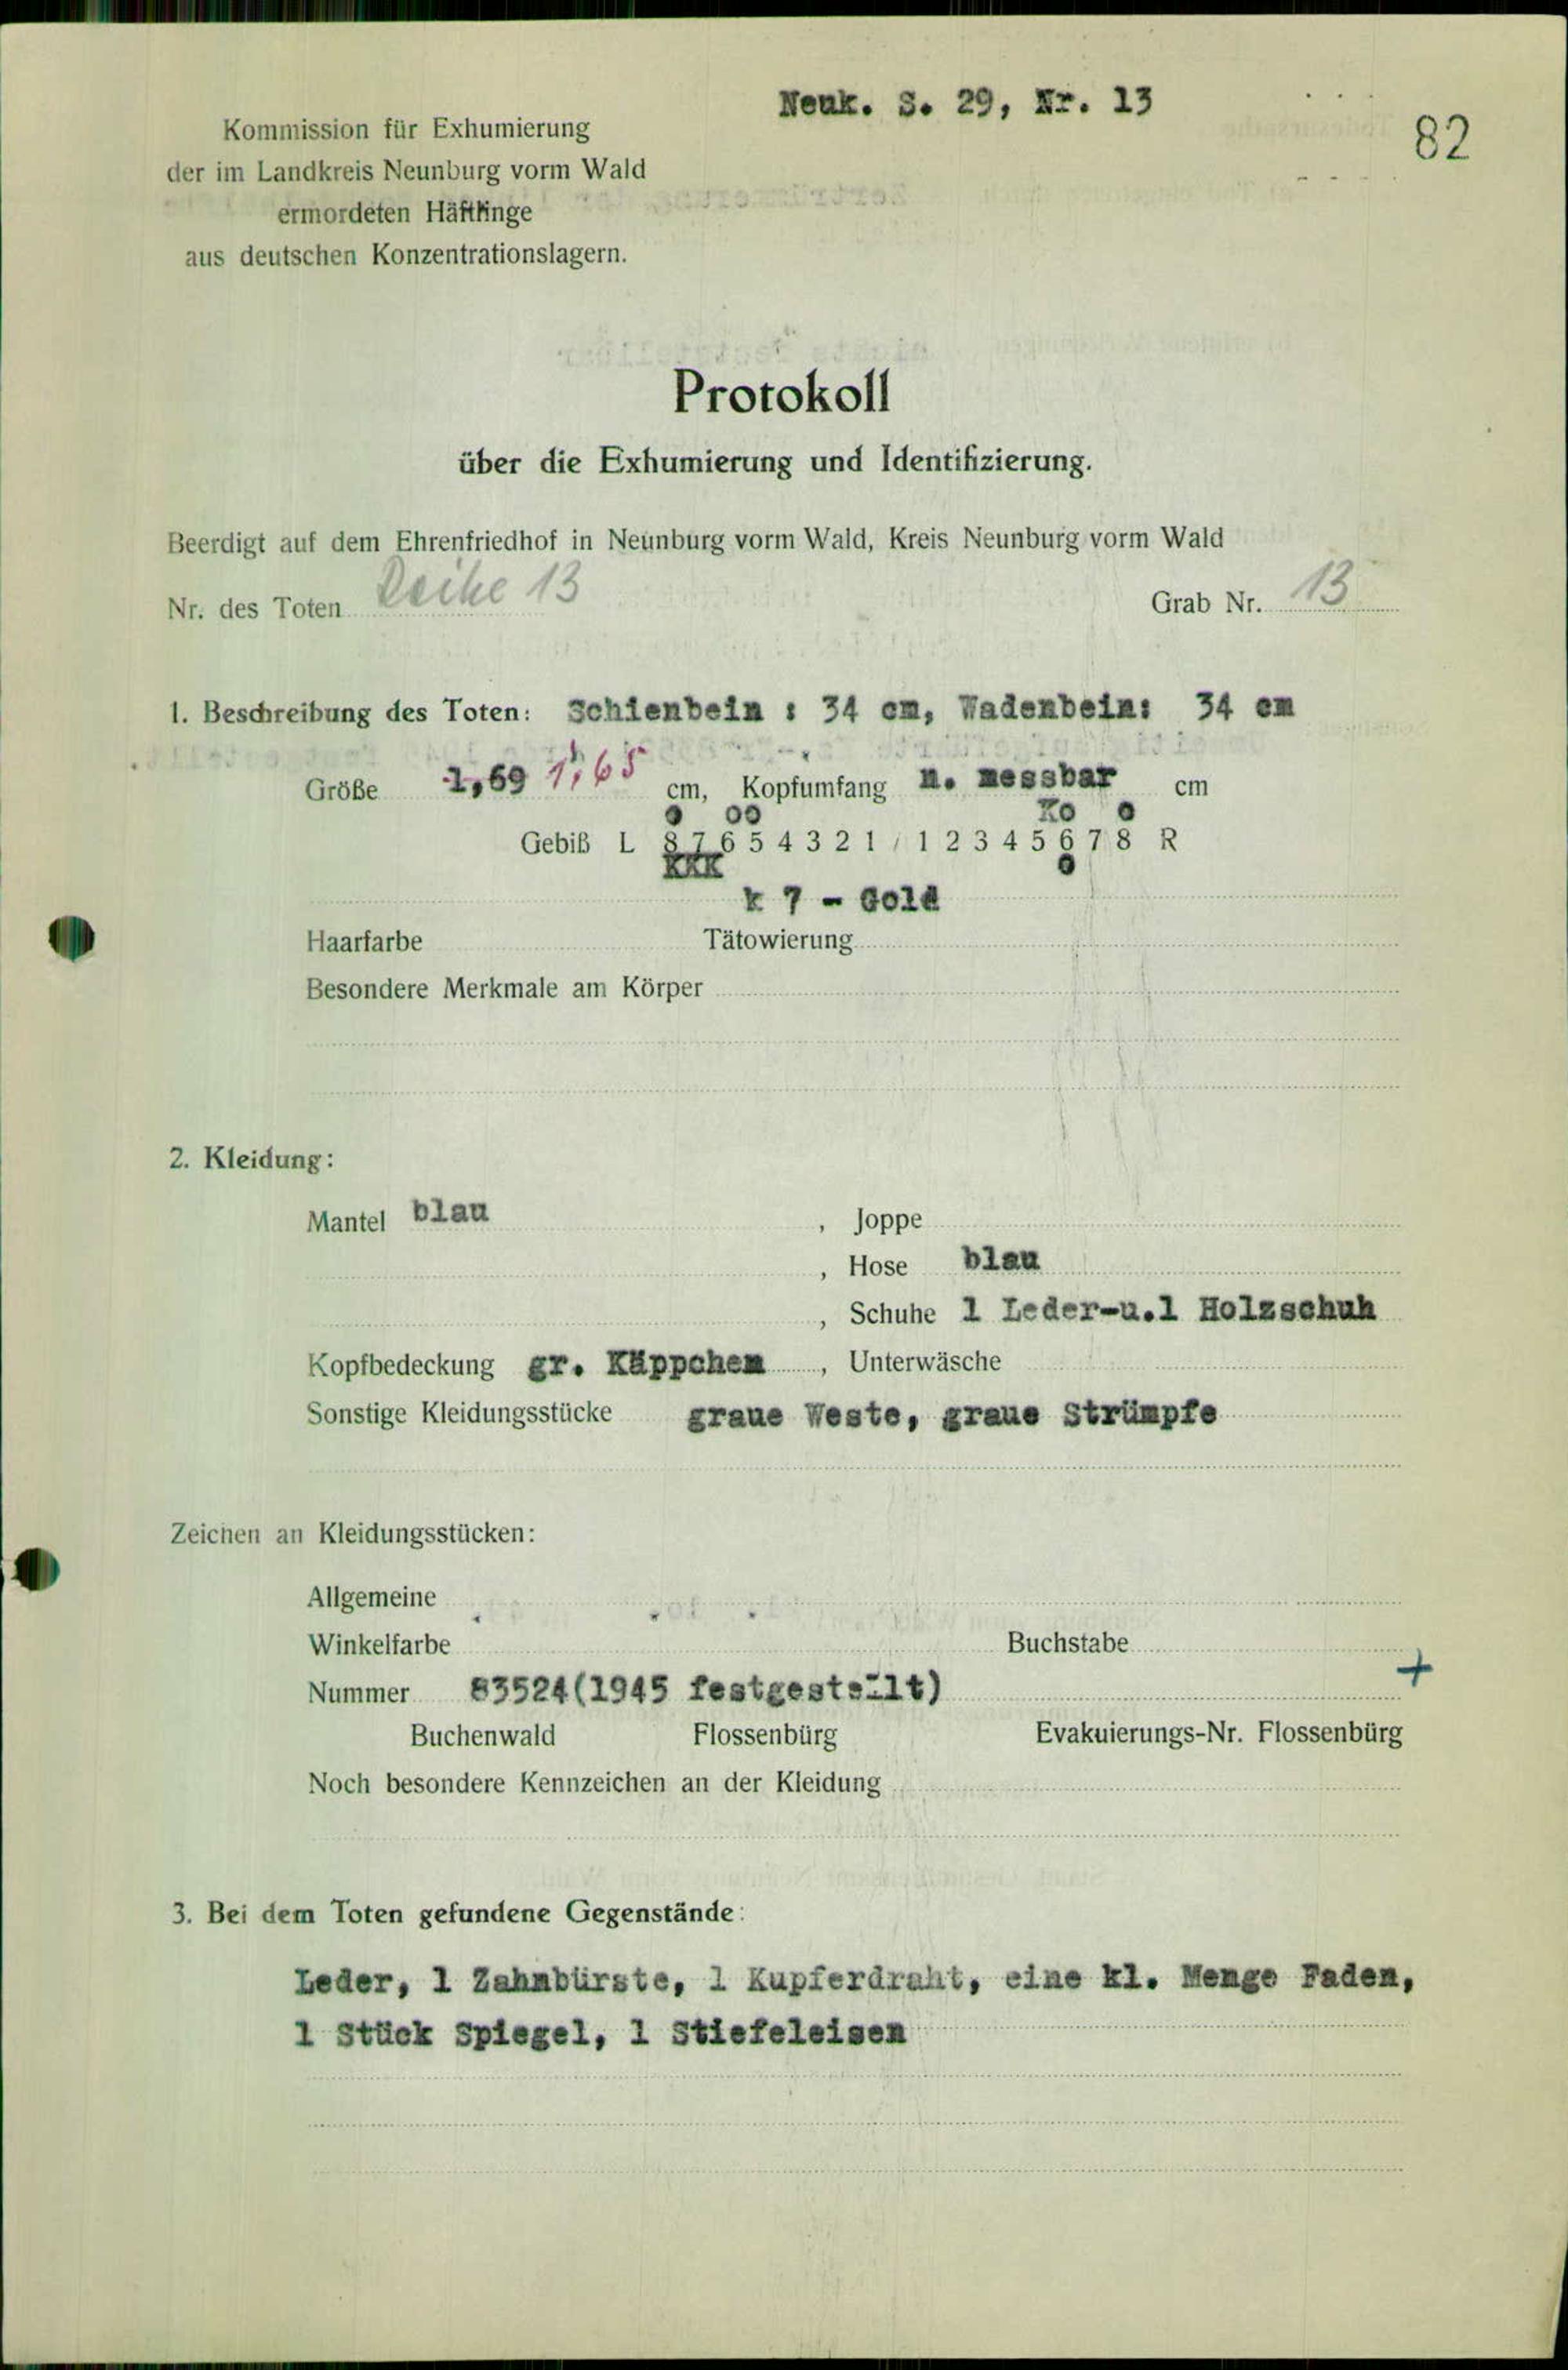 Neuk. S. 29, Nr. 13
82
Kommission für Exhumierung
der im Landkreis Neunburg vorm Wald
ermordeten Häftlinge
aus deutschen Konzentrationslagern.
Protokoll
über die Exhumierung und Identifizierung.
Beerdigt auf dem Ehrenfriedhof in Neunburg vorm Wald, Kreis Neunburg vorm Wald
Nr. des Toten Reihe 13 Grab Nr. 13
1. Beschreibung des Toten: Schienbein : 34 cm, Wadenbein: 34 cm
Größe 1,69 1,65 cm, Kopfumfang n. messbar cm
o oo Ko o
Gebiß L 8 7 6 5 4 3 2 1 / 1 2 3 4 5 6 7 8 R
KKK o
k 7 - Gold
Haarfarbe Tätowierung
Besondere Merkmale am Körper
2. Kleidung:
Mantel blau , Joppe
, Hose blau
, Schuhe 1 Leder-u.1 Holzschuh
Kopfbedeckung gr. Käppchen , Unterwäsche
Sonstige Kleidungsstücke graue Weste, graue Strümpfe
Zeichen an Kleidungsstücken:
Allgemeine
Winkelfarbe Buchstabe
Nummer 83524(1945 festgestellt) +
Buchenwald Flossenbürg Evakuierungs-Nr. Flossenbürg
Noch besondere Kennzeichen an der Kleidung
3. Bei dem Toten gefundene Gegenstände:
Leder, 1 Zahnbürste, 1 Kupferdraht, eine kl. Menge Faden,
1 Stück Spiegel, 1 Stiefeleisen